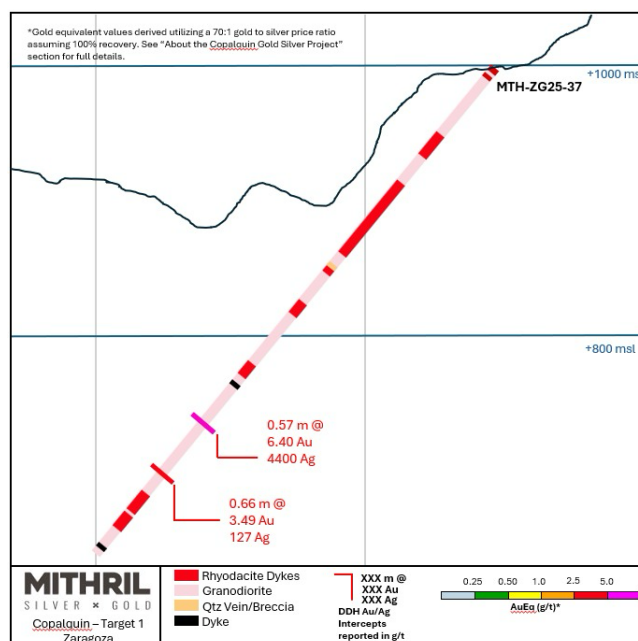 *Gold equivalent values derived utilizing a 70:1 gold to silver price ratio
assuming 100% recovery. See “About the Copalquin Gold Silver Project”
section for full details.
+1000 msl
MTH-ZG25-37
+800 msl
0.57 m @
6.40 Au
4400 Ag
0.66 m @
3.49 Au
127 Ag
MITHRIL
SILVER × GOLD
Copalquin – Target 1
Zaragoza
Rhyodacite Dykes
Granodiorite
Qtz Vein/Breccia
Dyke
XXX m @
XXX Au
XXX Ag
DDH Au/Ag
Intercepts
reported in g/t
0.25 0.50 1.0 2.5 5.0
AuEq (g/t)*